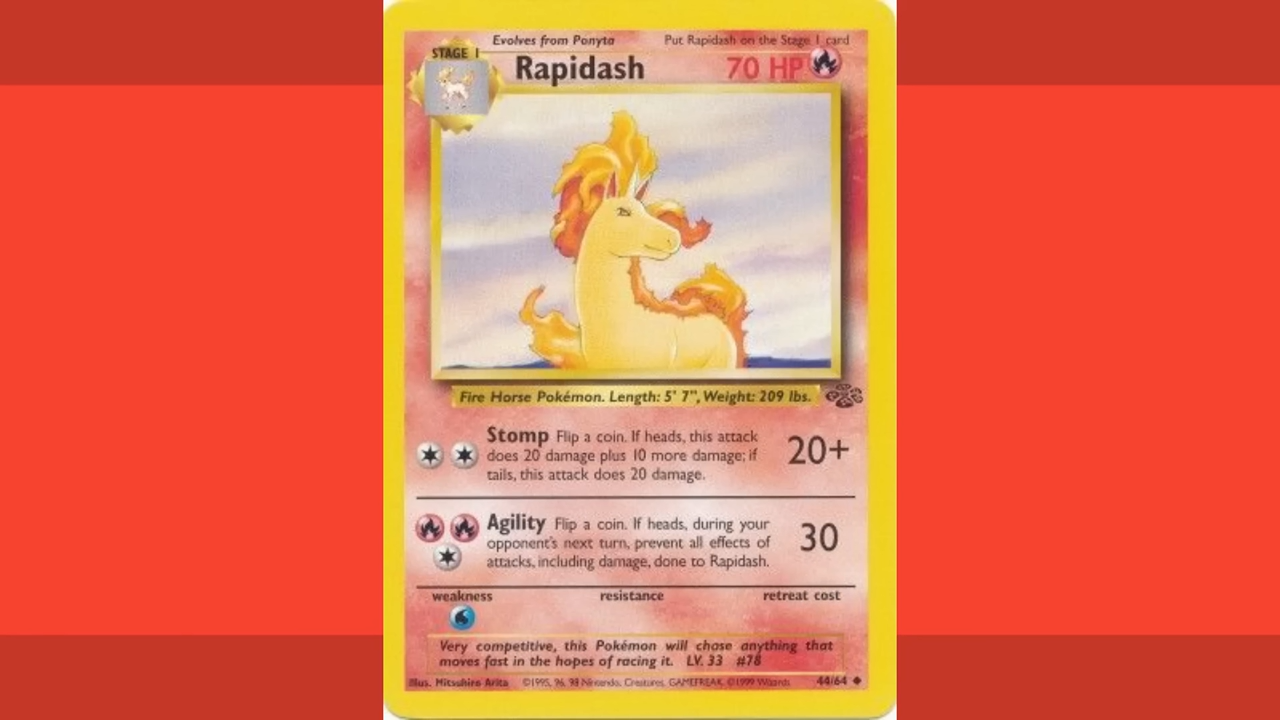 Evolves from Ponyta Put Rapidash on the Stage 1 card
STAGE 1
Rapidash 70 HP
Fire Horse Pokémon. Length: 5' 7", Weight: 209 lbs.
Stomp Flip a coin. If heads, this attack
does 20 damage plus 10 more damage; if
tails, this attack does 20 damage.
20+
Agility Flip a coin. If heads, during your
opponent's next turn, prevent all effects of
attacks, including damage, done to Rapidash.
30
weakness resistance retreat cost
Very competitive, this Pokémon will chase anything that
moves fast in the hopes of racing it. LV. 33 #78
Illus. Mitsuhiro Arita ©1995, 96, 98 Nintendo, Creatures, GAMEFREAK. ©1999 Wizards. 44/64